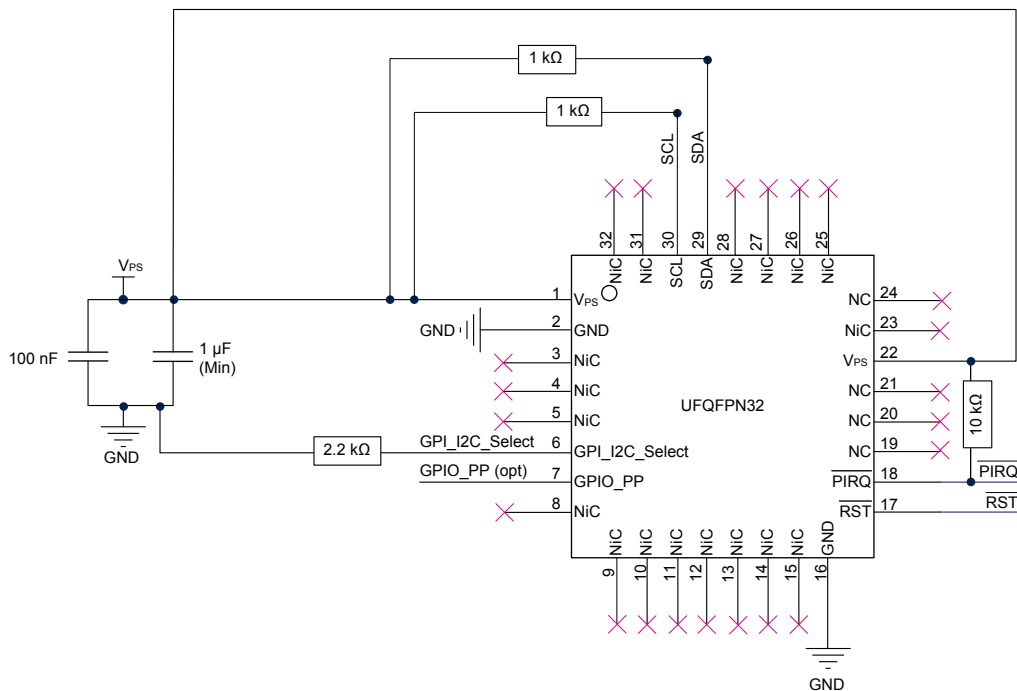 1 kΩ
1 kΩ
SCL
SDA
32
31
30
29
28
27
26
25
NiC
NiC
SCL
SDA
NiC
NiC
NiC
NiC
VPS
100 nF
1 µF
(Min)
GND
GND
1
VPS
2
GND
3
NiC
4
NiC
5
NiC
2.2 kΩ
GPI_I2C_Select
6
GPI_I2C_Select
GPIO_PP (opt)
7
GPIO_PP
8
NiC
UFQFPN32
NC
24
NiC
23
VPS
22
NC
21
NC
20
NC
19
PIRQ
18
RST
17
10 kΩ
PIRQ
RST
NiC
NiC
NiC
NiC
NiC
NiC
NiC
GND
9
10
11
12
13
14
15
16
GND